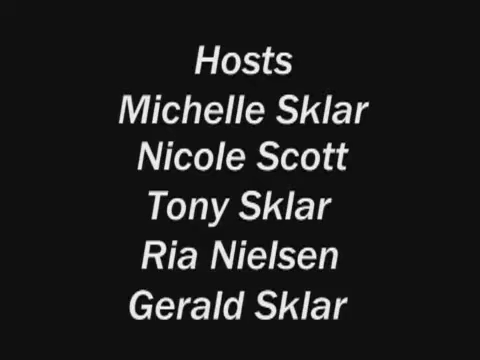 Hosts
Michelle Sklar
Nicole Scott
Tony Sklar
Ria Nielsen
Gerald Sklar